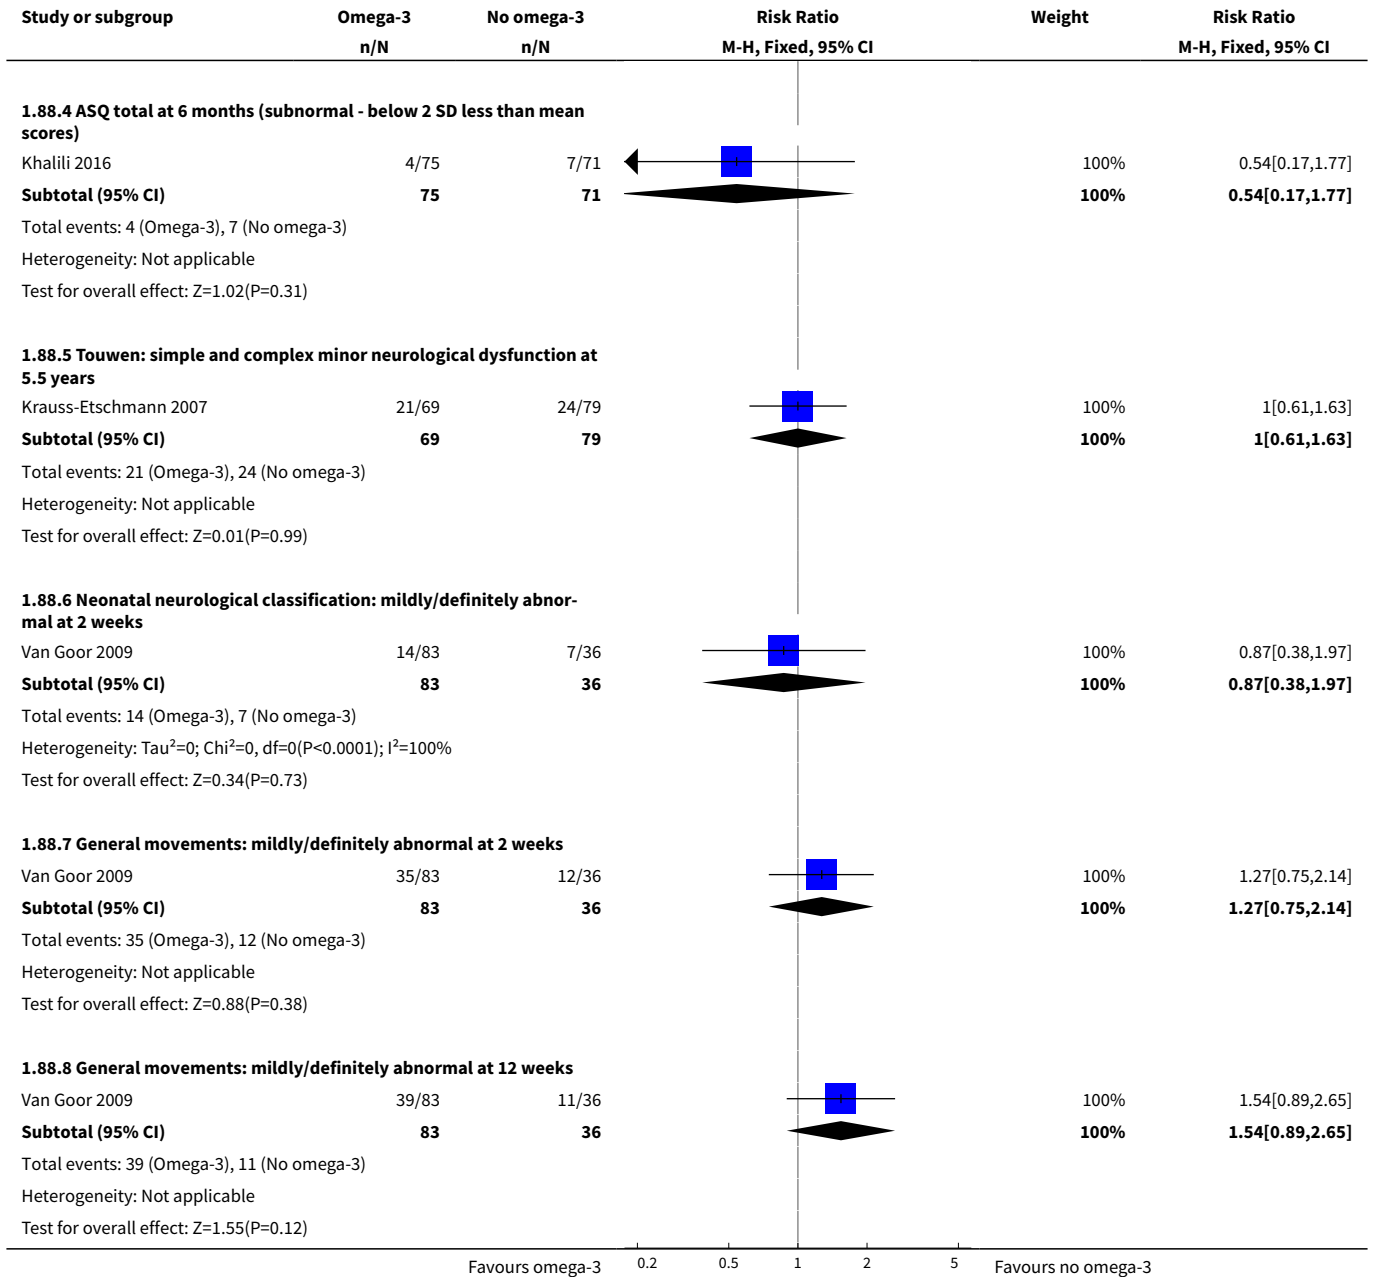 Study or subgroup Omega-3 No omega-3 Risk Ratio Weight Risk Ratio
n/N n/N M-H, Fixed, 95% CI M-H, Fixed, 95% CI
1.88.4 ASQ total at 6 months (subnormal - below 2 SD less than mean
scores)
Khalili 2016 4/75 7/71 100% 0.54[0.17,1.77]
Subtotal (95% CI) 75 71 100% 0.54[0.17,1.77]
Total events: 4 (Omega-3), 7 (No omega-3)
Heterogeneity: Not applicable
Test for overall effect: Z=1.02(P=0.31)
1.88.5 Touwen: simple and complex minor neurological dysfunction at
5.5 years
Krauss-Etschmann 2007 21/69 24/79 100% 1[0.61,1.63]
Subtotal (95% CI) 69 79 100% 1[0.61,1.63]
Total events: 21 (Omega-3), 24 (No omega-3)
Heterogeneity: Not applicable
Test for overall effect: Z=0.01(P=0.99)
1.88.6 Neonatal neurological classification: mildly/definitely abnor-
mal at 2 weeks
Van Goor 2009 14/83 7/36 100% 0.87[0.38,1.97]
Subtotal (95% CI) 83 36 100% 0.87[0.38,1.97]
Total events: 14 (Omega-3), 7 (No omega-3)
Heterogeneity: Tau²=0; Chi²=0, df=0(P<0.0001); I²=100%
Test for overall effect: Z=0.34(P=0.73)
1.88.7 General movements: mildly/definitely abnormal at 2 weeks
Van Goor 2009 35/83 12/36 100% 1.27[0.75,2.14]
Subtotal (95% CI) 83 36 100% 1.27[0.75,2.14]
Total events: 35 (Omega-3), 12 (No omega-3)
Heterogeneity: Not applicable
Test for overall effect: Z=0.88(P=0.38)
1.88.8 General movements: mildly/definitely abnormal at 12 weeks
Van Goor 2009 39/83 11/36 100% 1.54[0.89,2.65]
Subtotal (95% CI) 83 36 100% 1.54[0.89,2.65]
Total events: 39 (Omega-3), 11 (No omega-3)
Heterogeneity: Not applicable
Test for overall effect: Z=1.55(P=0.12)
Favours omega-3 0.2 0.5 1 2 5 Favours no omega-3